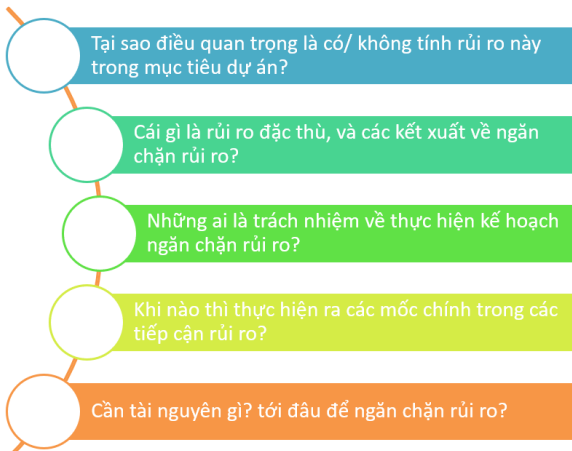 Tại sao điều quan trọng là có/ không tính rủi ro này
trong mục tiêu dự án?
Cái gì là rủi ro đặc thù, và các kết xuất về ngăn
chặn rủi ro?
Những ai là trách nhiệm về thực hiện kế hoạch
ngăn chặn rủi ro?
Khi nào thì thực hiện ra các mốc chính trong các
tiếp cận rủi ro?
Cần tài nguyên gì? tới đâu để ngăn chặn rủi ro?